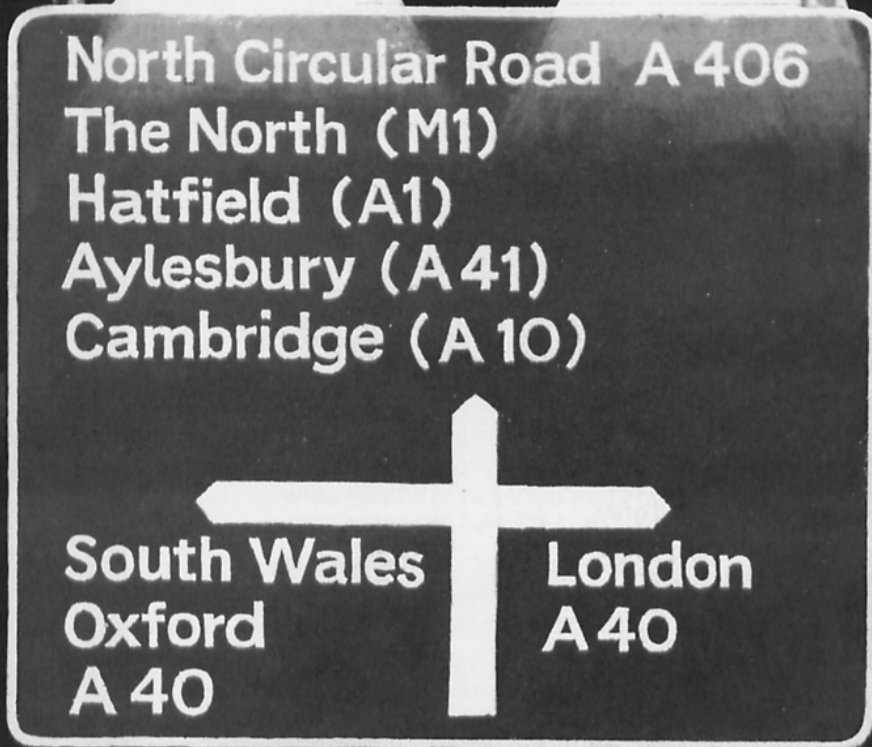 North Circular Road A 406
The North (M1)
Hatfield (A1)
Aylesbury (A 41)
Cambridge (A 10)
South Wales
Oxford
A 40
London
A 40